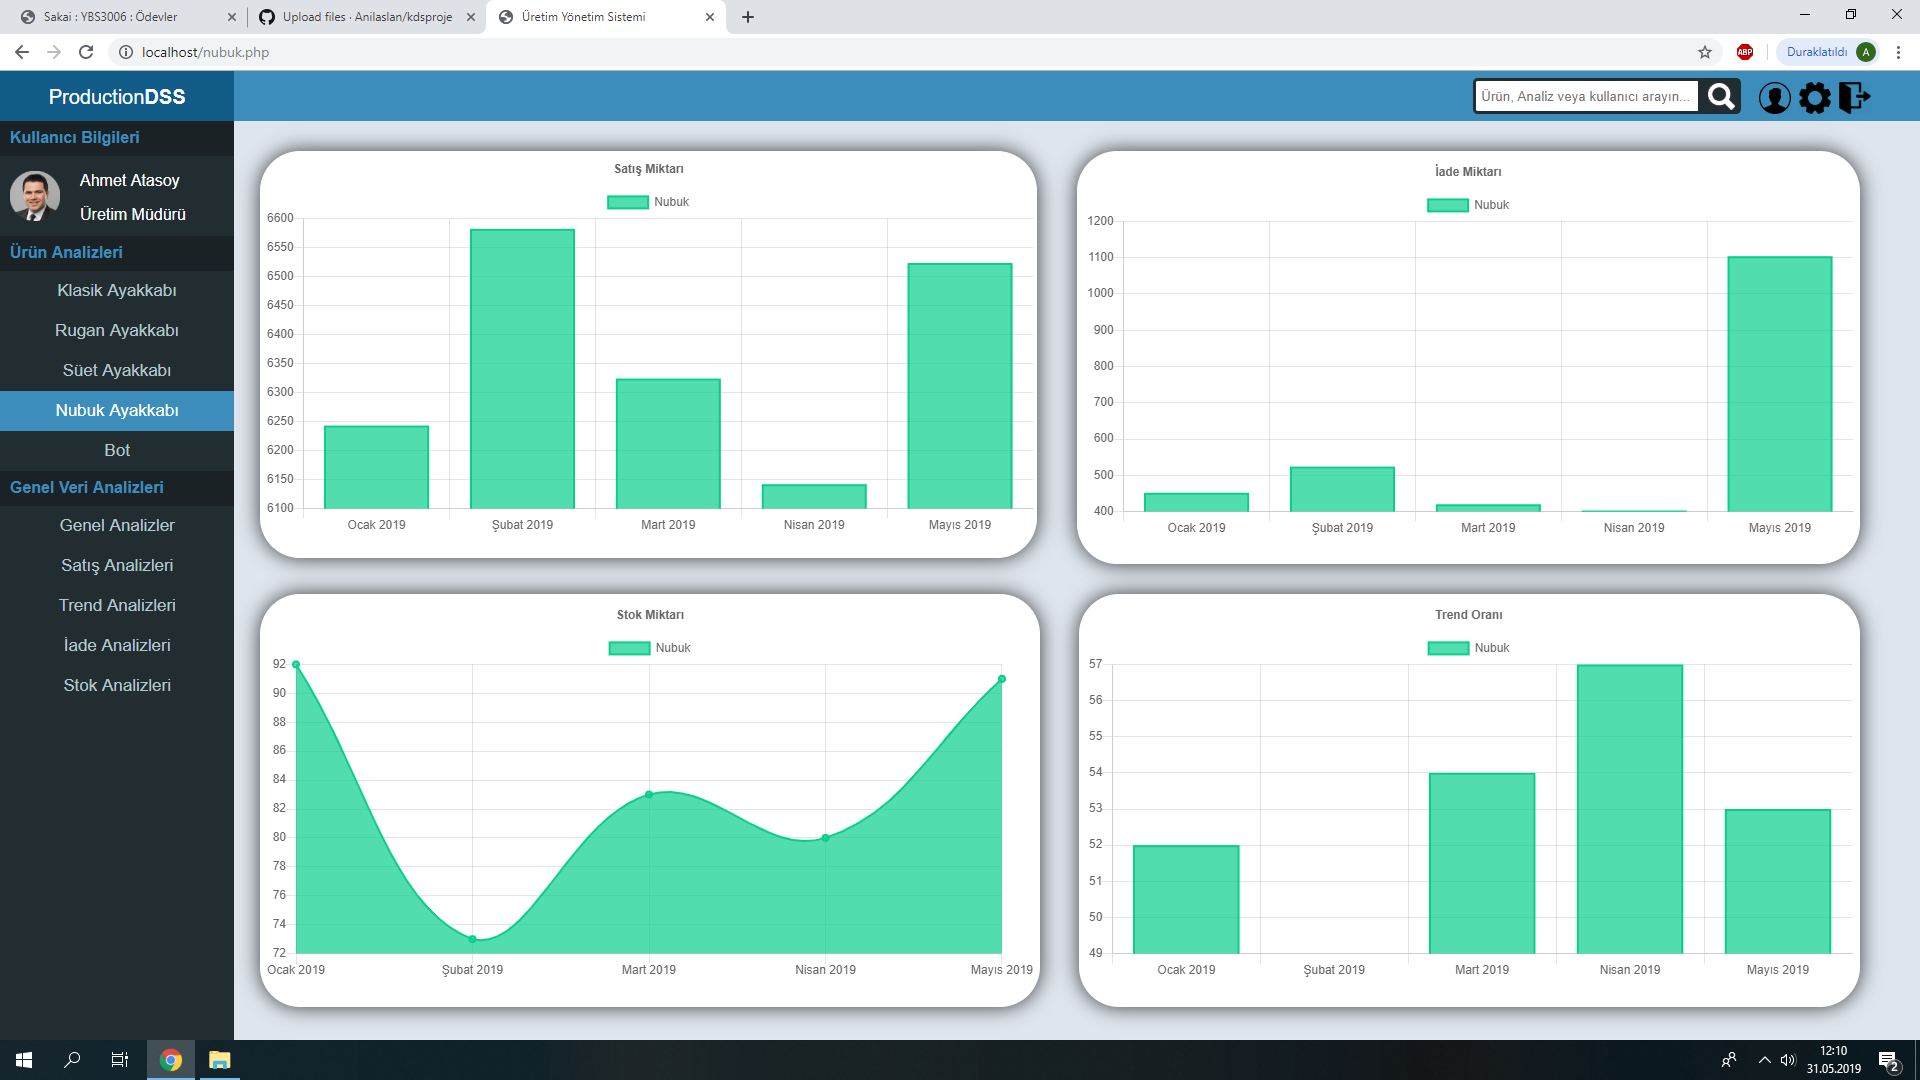 Sakai : YBS3006 : Ödevler
Upload files · Anilaslan/kdsproje
Üretim Yönetim Sistemi
localhost/nubuk.php
ABP
Duraklatıldı
A
ProductionDSS
Ürün, Analiz veya kullanıcı arayın...
Kullanıcı Bilgileri
Ahmet Atasoy
Üretim Müdürü
Ürün Analizleri
Klasik Ayakkabı
Rugan Ayakkabı
Süet Ayakkabı
Nubuk Ayakkabı
Bot
Genel Veri Analizleri
Genel Analizler
Satış Analizleri
Trend Analizleri
İade Analizleri
Stok Analizleri
Satış Miktarı
Nubuk
6600
6550
6500
6450
6400
6350
6300
6250
6200
6150
6100
Ocak 2019 Şubat 2019 Mart 2019 Nisan 2019 Mayıs 2019
İade Miktarı
Nubuk
1200
1100
1000
900
800
700
600
500
400
Ocak 2019 Şubat 2019 Mart 2019 Nisan 2019 Mayıs 2019
Stok Miktarı
Nubuk
92
90
88
86
84
82
80
78
76
74
72
Ocak 2019 Şubat 2019 Mart 2019 Nisan 2019 Mayıs 2019
Trend Oranı
Nubuk
57
56
55
54
53
52
51
50
49
Ocak 2019 Şubat 2019 Mart 2019 Nisan 2019 Mayıs 2019
12:10
31.05.2019
2